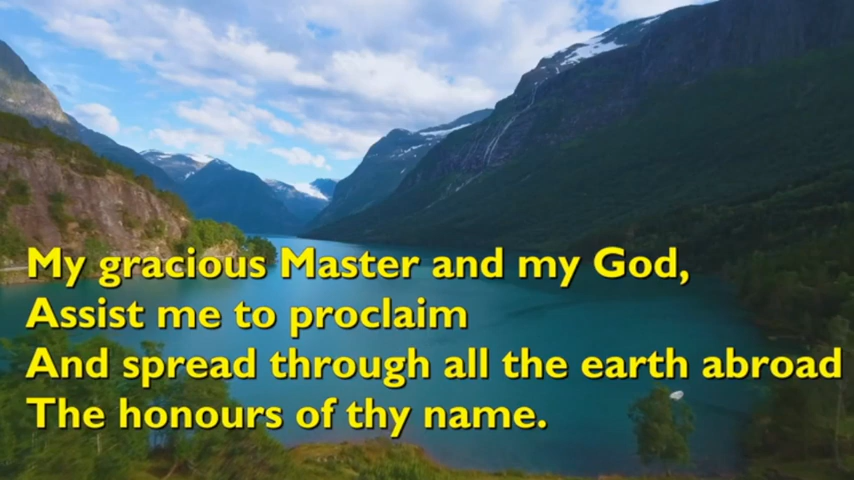 My gracious Master and my God,
Assist me to proclaim
And spread through all the earth abroad
The honours of thy name.